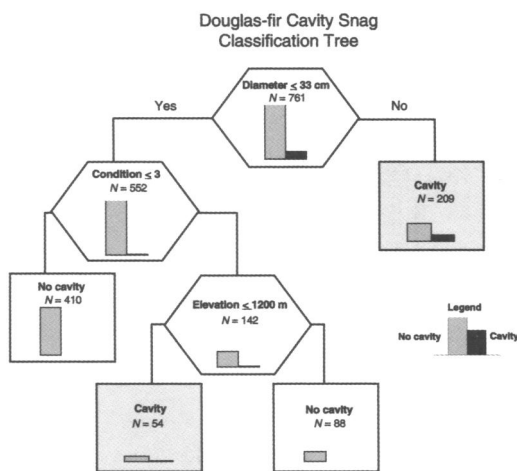 Douglas-fir Cavity Snag
Classification Tree
Diameter ≤ 33 cm
N = 761
Yes
No
Condition ≤ 3
N = 552
Cavity
N = 209
No cavity
N = 410
Elevation ≤ 1200 m
N = 142
Legend
No cavity
Cavity
Cavity
N = 54
No cavity
N = 88